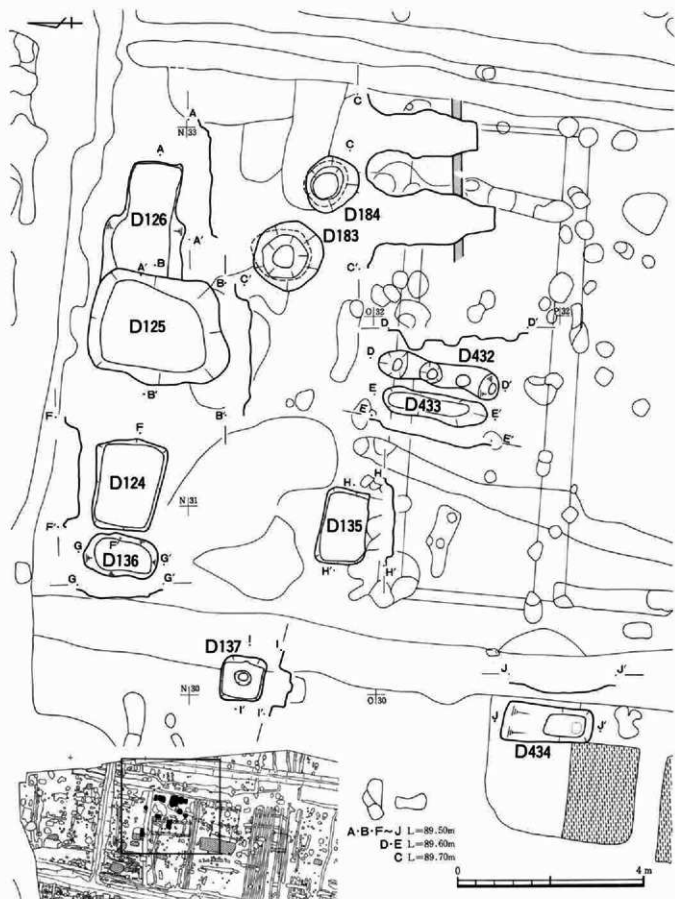 A
N 33
C
A
C
D126
D184
D183
A'
A' B
B
C'
C'
O 32
P 32
D
D'
D125
D432
D
D'
B'
E
D433
E'
F
B'
E
E'
F
H
D124
N 31
H
D135
F'
F'
G
D136
G'
G
G'
H'
H'
D137
I
I
J
J'
N 30
I'
I'
O 30
J
J'
D434
A·B·F~J L=89.50m
D·E L=89.60m
C L=89.70m
0
4 m